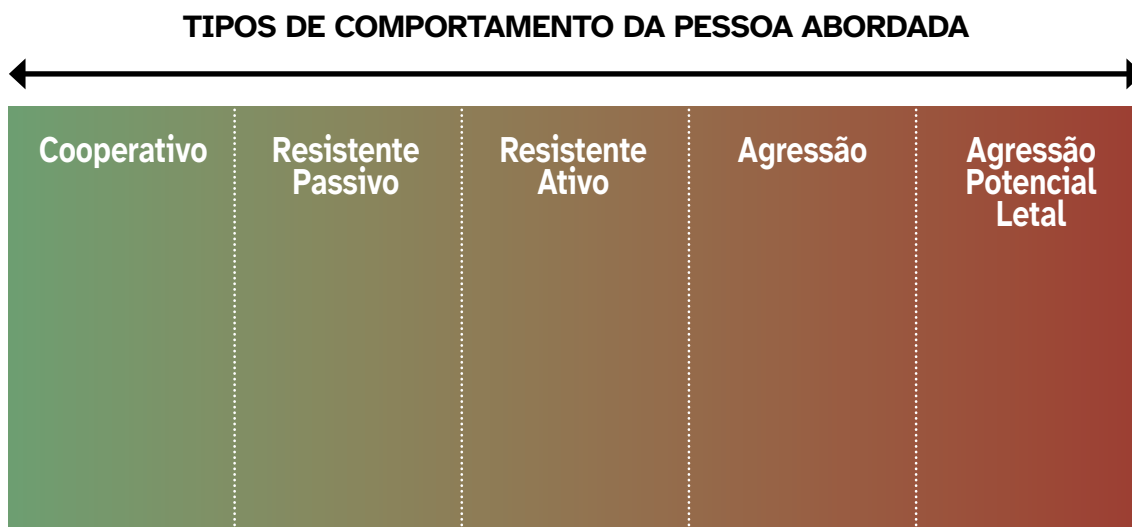 TIPOS DE COMPORTAMENTO DA PESSOA ABORDADA
Cooperativo
Resistente
Passivo
Resistente
Ativo
Agressão
Agressão
Potencial
Letal